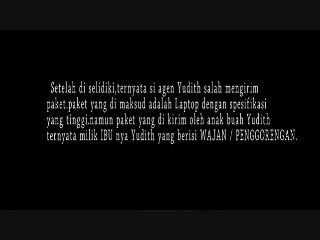 Setelah di selidiki,ternyata si agen Yudith salah mengirim
paket.paket yang di maksud adalah Laptop dengan spesifikasi
yang tinggi.namun paket yang di kirim oleh anak buah Yudith
ternyata milik IBU nya Yudith yang berisi WAJAN / PENGGORENGAN.